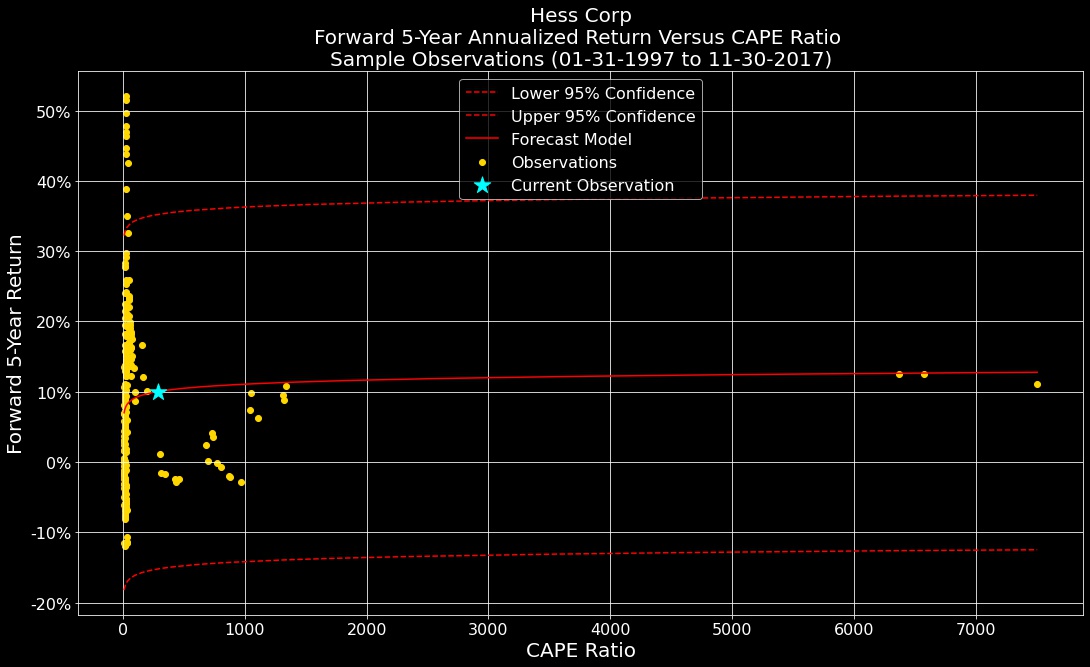 Hess Corp
Forward 5-Year Annualized Return Versus CAPE Ratio
Sample Observations (01-31-1997 to 11-30-2017)
Lower 95% Confidence
Upper 95% Confidence
Forecast Model
Observations
Current Observation
Forward 5-Year Return
50%
40%
30%
20%
10%
0%
-10%
-20%
0 1000 2000 3000 4000 5000 6000 7000
CAPE Ratio